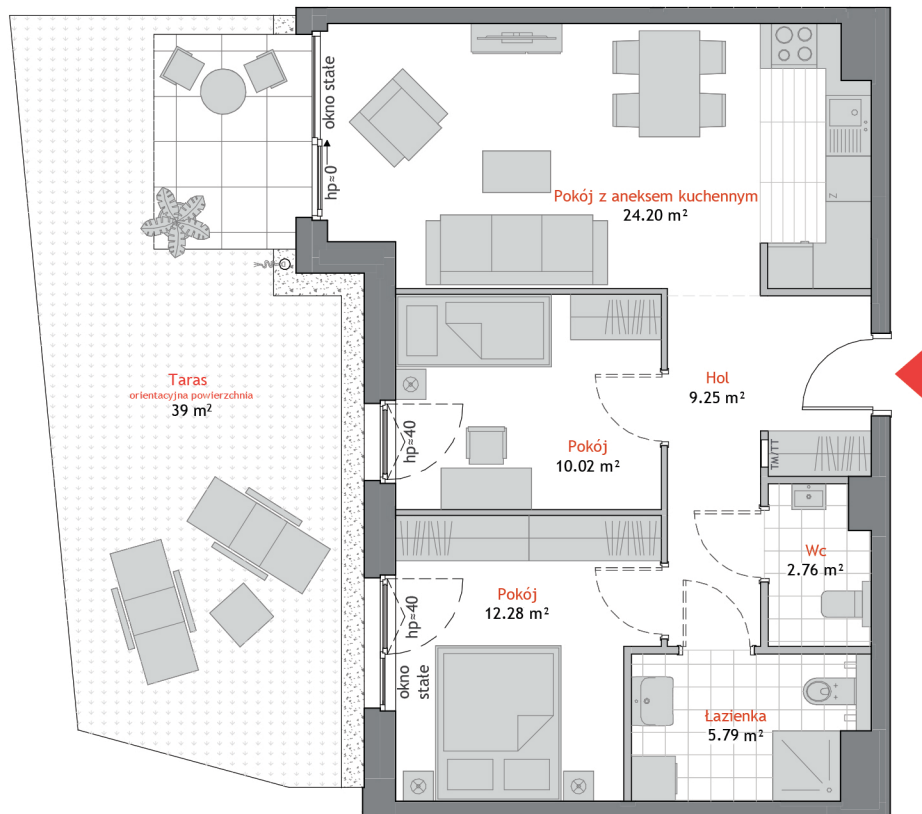 okno stałe
hp≈0
Pokój z aneksem kuchennym
24.20 m²
Z
Taras
orientacyjna powierzchnia
39 m²
Hol
9.25 m²
hp≈40
Pokój
10.02 m²
TM/TT
Wc
2.76 m²
Pokój
12.28 m²
hp≈40
okno
stałe
Łazienka
5.79 m²